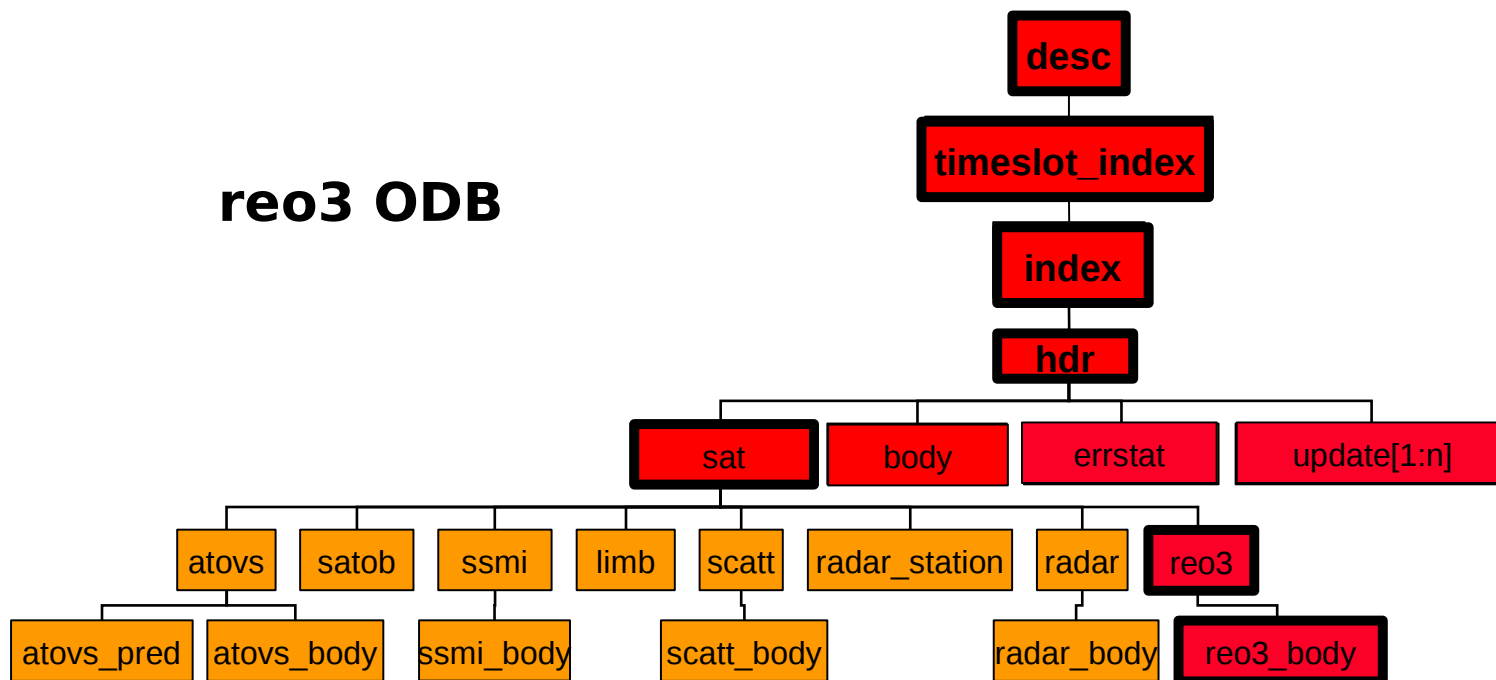 desc
timeslot_index
reo3 ODB
index
hdr
sat
body
errstat
update[1:n]
atovs
satob
ssmi
limb
scatt
radar_station
radar
reo3
atovs_pred
atovs_body
ssmi_body
scatt_body
radar_body
reo3_body